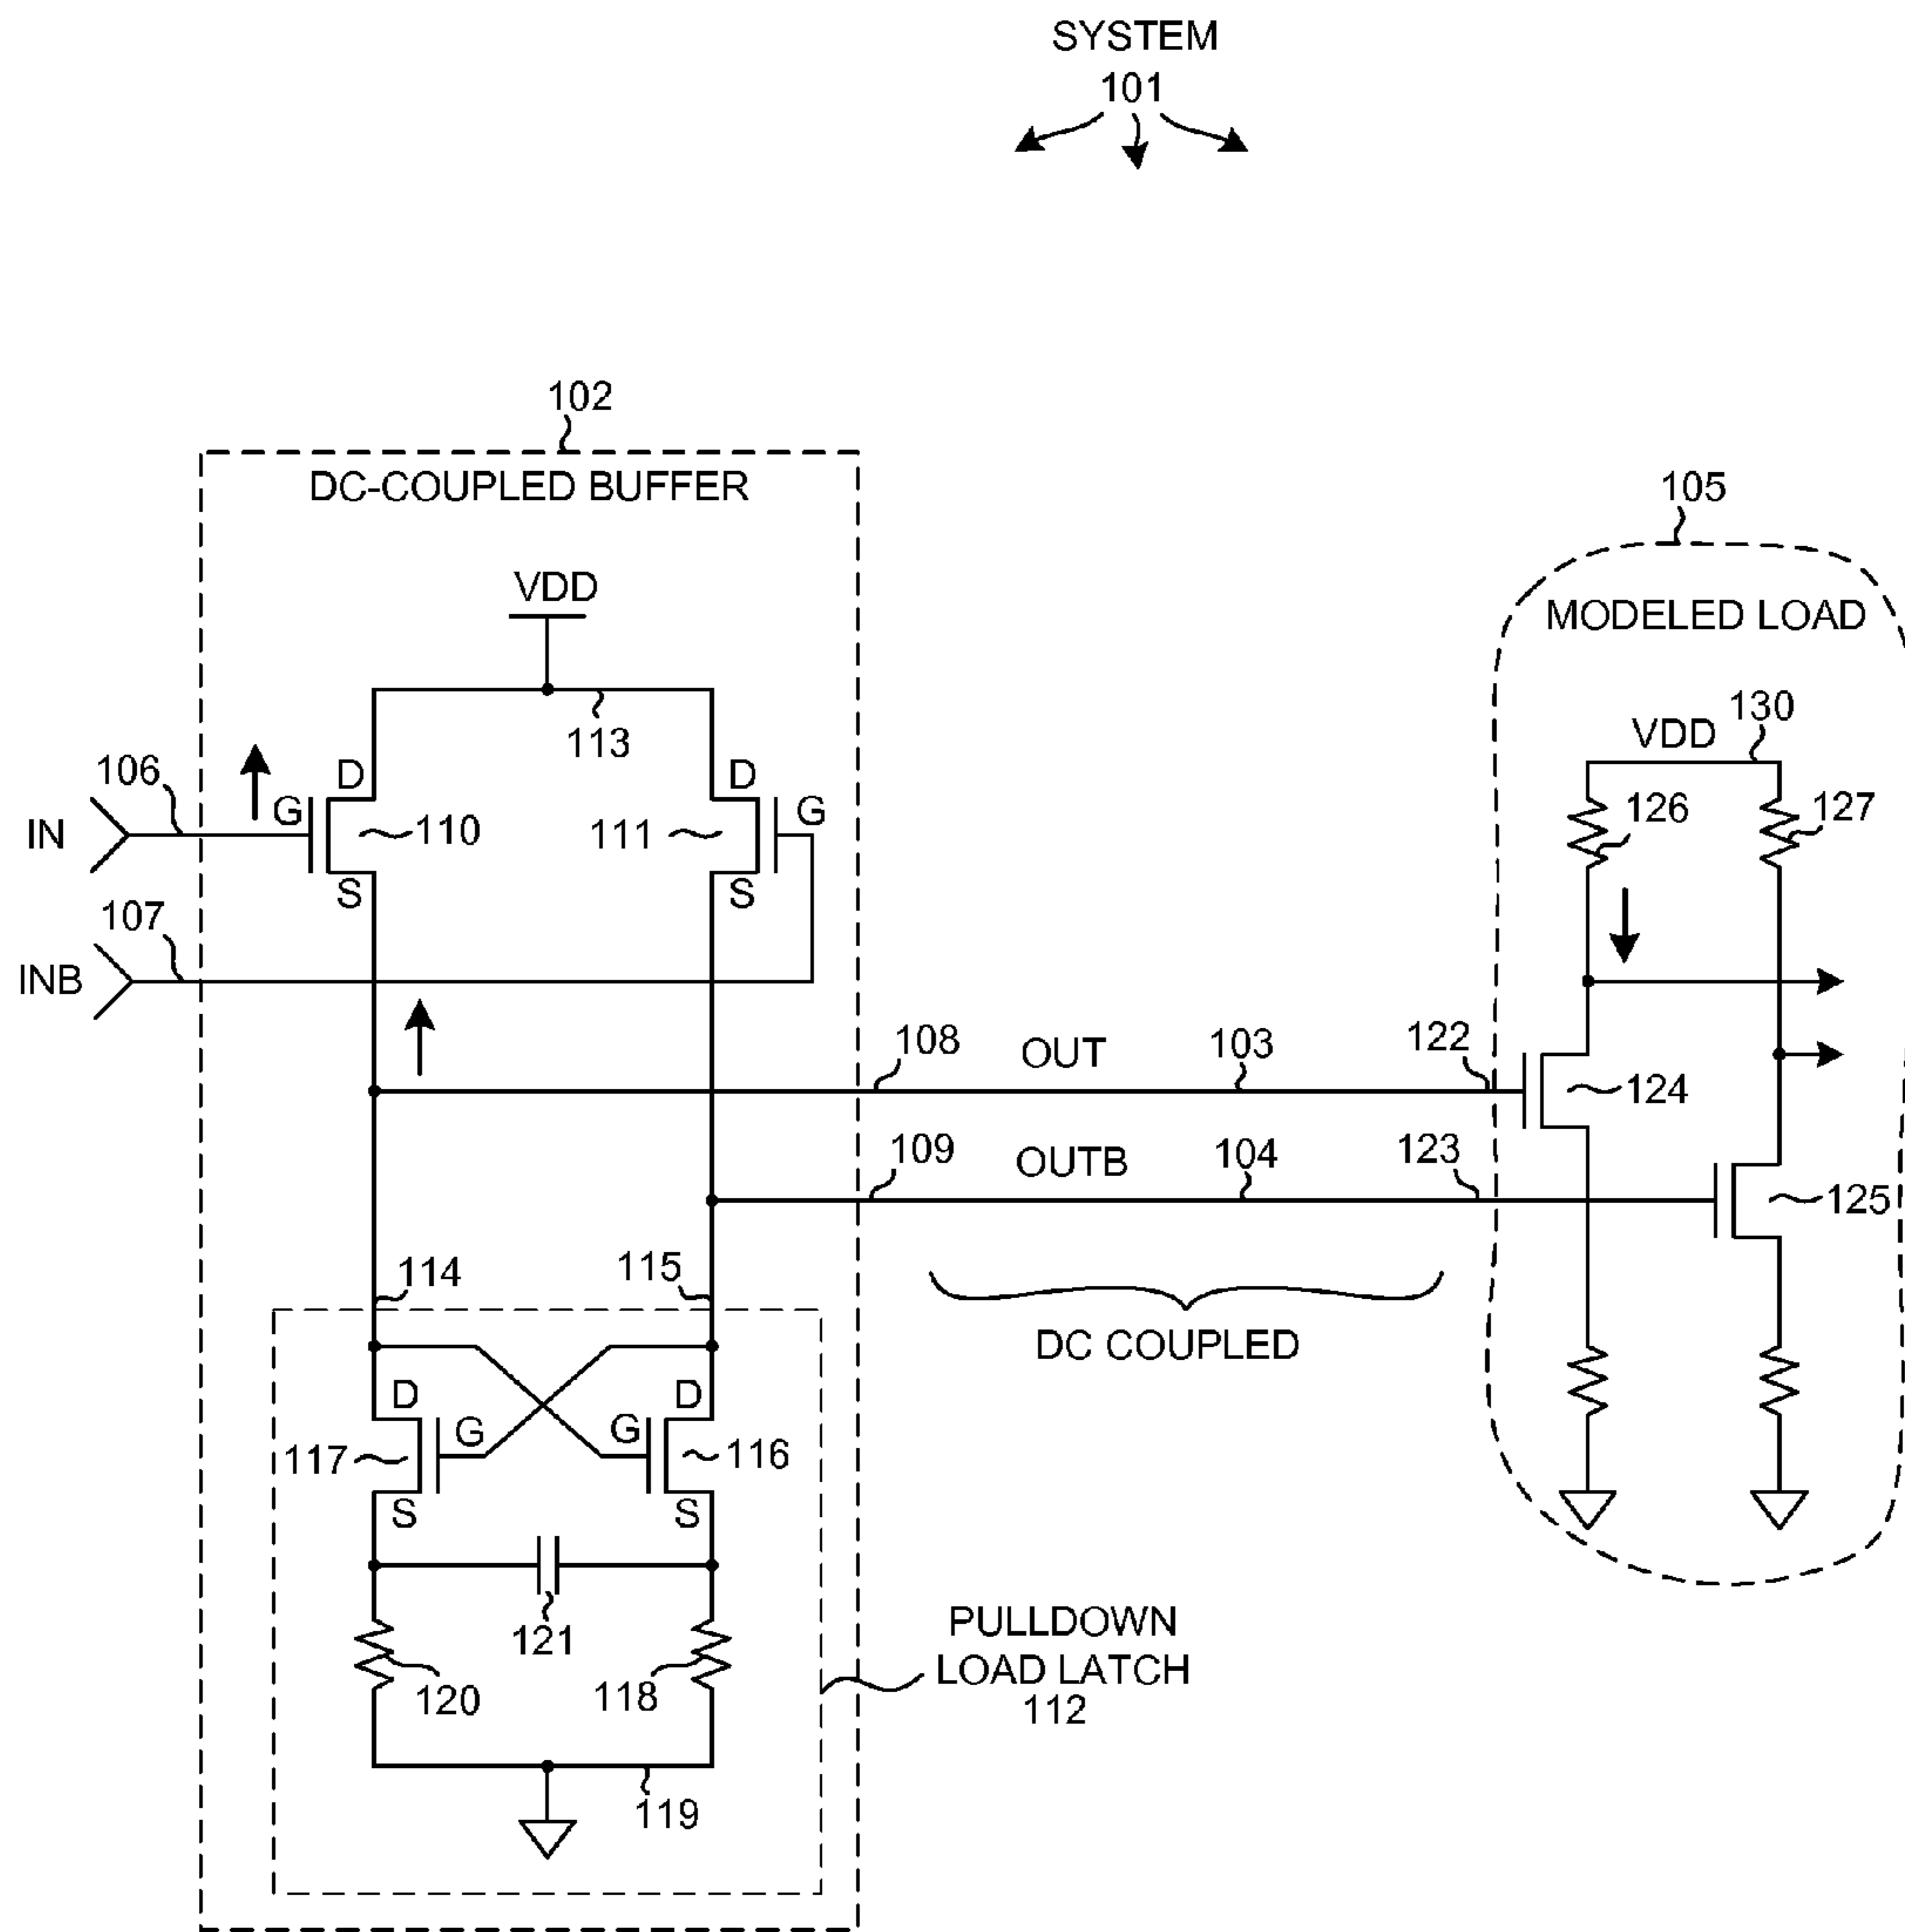 SYSTEM
101
102
DC-COUPLED BUFFER
105
MODELED LOAD
VDD
113
VDD
130
106
IN
G
D
S
110
111
D
G
S
126
127
107
INB
108
OUT
103
122
124
109
OUTB
104
123
125
114
115
DC COUPLED
D
G
S
117
D
G
S
116
121
120
118
PULLDOWN
LOAD LATCH
112
119